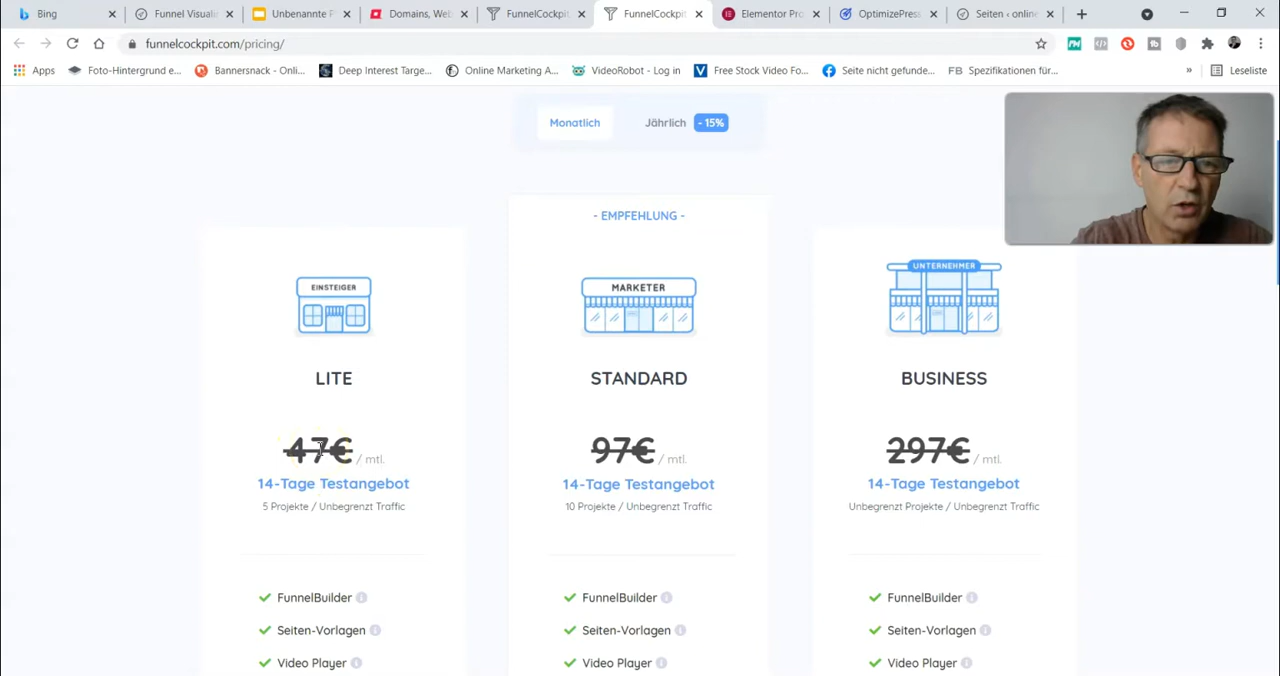 Bing
Funnel Visuali
Unbenannte P
Domains, Web
FunnelCockpit
FunnelCockpit
Elementor Pro
OptimizePress
Seiten ‹ online
funnelcockpit.com/pricing/
Apps
Foto-Hintergrund e...
Bannersnack - Onli...
Deep Interest Targe...
Online Marketing A...
VideoRobot - Log in
Free Stock Video Fo...
Seite nicht gefunde...
FB Spezifikationen für...
»
Leseliste
Monatlich
Jährlich - 15%
- EMPFEHLUNG -
EINSTEIGER
MARKETER
UNTERNEHMER
LITE
STANDARD
BUSINESS
47€ / mtl.
97€ / mtl.
297€ / mtl.
14-Tage Testangebot
14-Tage Testangebot
14-Tage Testangebot
5 Projekte / Unbegrenzt Traffic
10 Projekte / Unbegrenzt Traffic
Unbegrenzt Projekte / Unbegrenzt Traffic
FunnelBuilder
FunnelBuilder
FunnelBuilder
Seiten-Vorlagen
Seiten-Vorlagen
Seiten-Vorlagen
Video Player
Video Player
Video Player